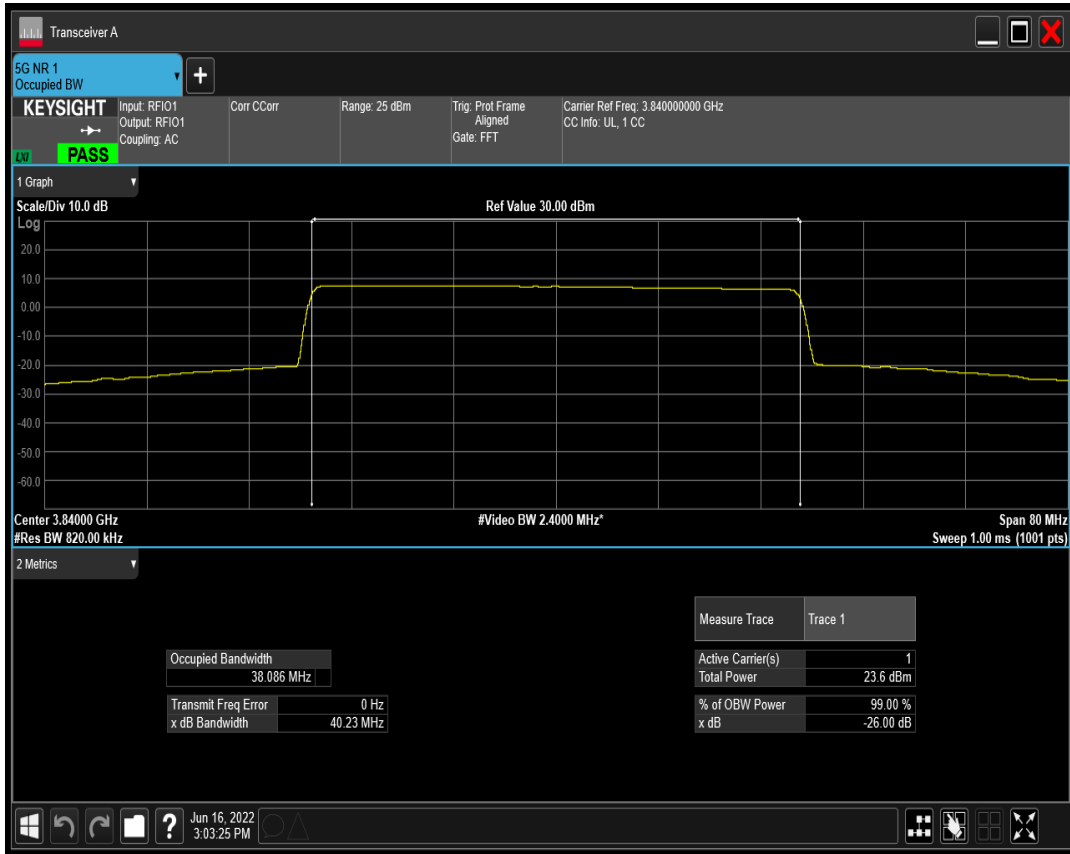 Transceiver A
5G NR 1
Occupied BW
+
KEYSIGHT
LXI
PASS
Input: RFIO1
Output: RFIO1
Coupling: AC
Corr CCorr
Range: 25 dBm
Trig: Prot Frame
Aligned
Gate: FFT
Carrier Ref Freq: 3.840000000 GHz
CC Info: UL, 1 CC
1 Graph
Scale/Div 10.0 dB
Ref Value 30.00 dBm
Log
20.0
10.0
0.00
-10.0
-20.0
-30.0
-40.0
-50.0
-60.0
Center 3.84000 GHz
#Video BW 2.4000 MHz*
Span 80 MHz
#Res BW 820.00 kHz
Sweep 1.00 ms (1001 pts)
2 Metrics
Measure Trace Trace 1
Occupied Bandwidth
38.086 MHz
Active Carrier(s) 1
Total Power 23.6 dBm
Transmit Freq Error 0 Hz
x dB Bandwidth 40.23 MHz
% of OBW Power 99.00 %
x dB -26.00 dB
?
Jun 16, 2022
3:03:25 PM